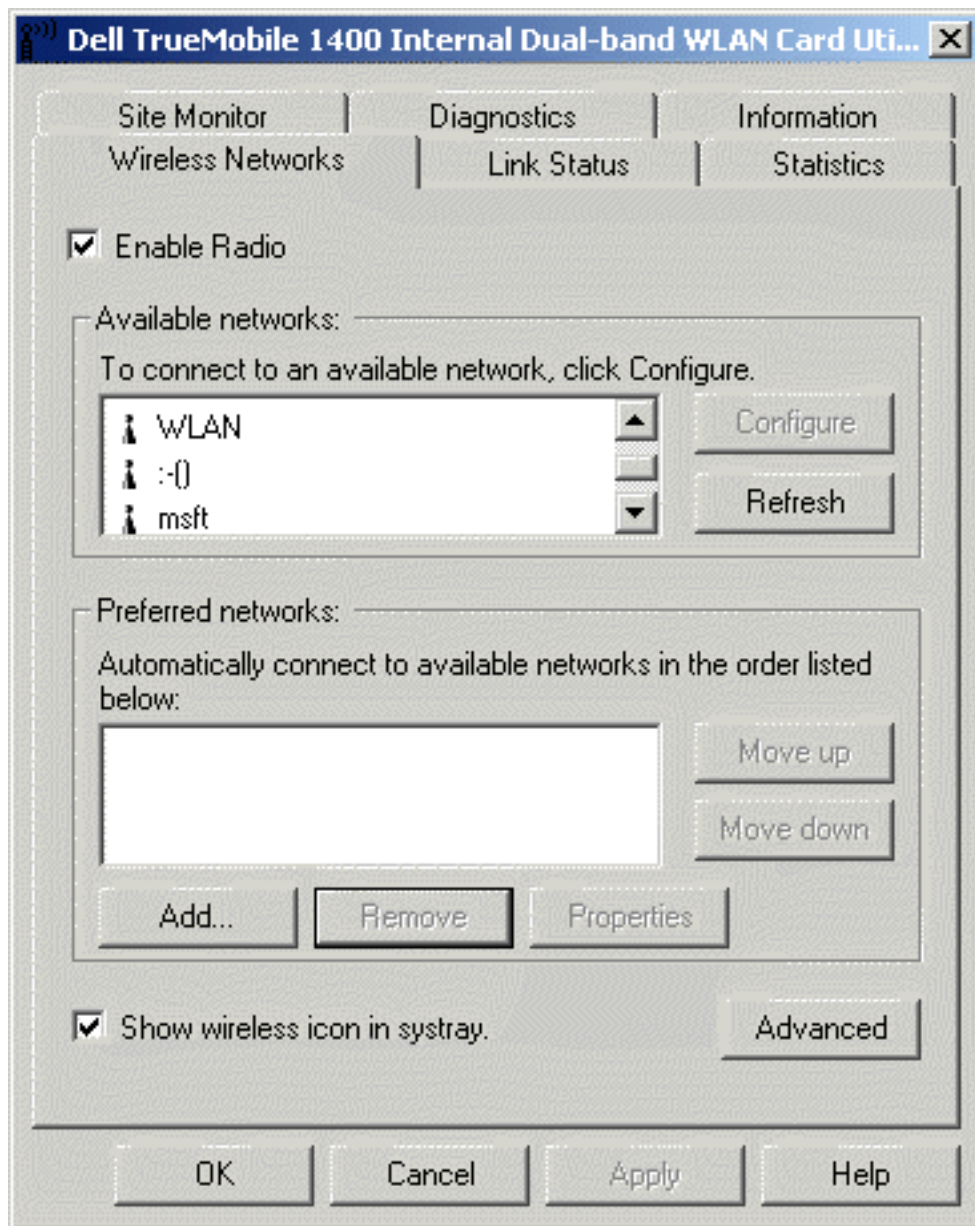 Dell TrueMobile 1400 Internal Dual-band WLAN Card Uti...
Site Monitor Diagnostics Information
Wireless Networks Link Status Statistics
Enable Radio
Available networks:
To connect to an available network, click Configure.
WLAN
:-()
msft
Configure
Refresh
Preferred networks:
Automatically connect to available networks in the order listed
below:
Move up
Move down
Add... Remove Properties
Show wireless icon in systray.
Advanced
OK Cancel Apply Help